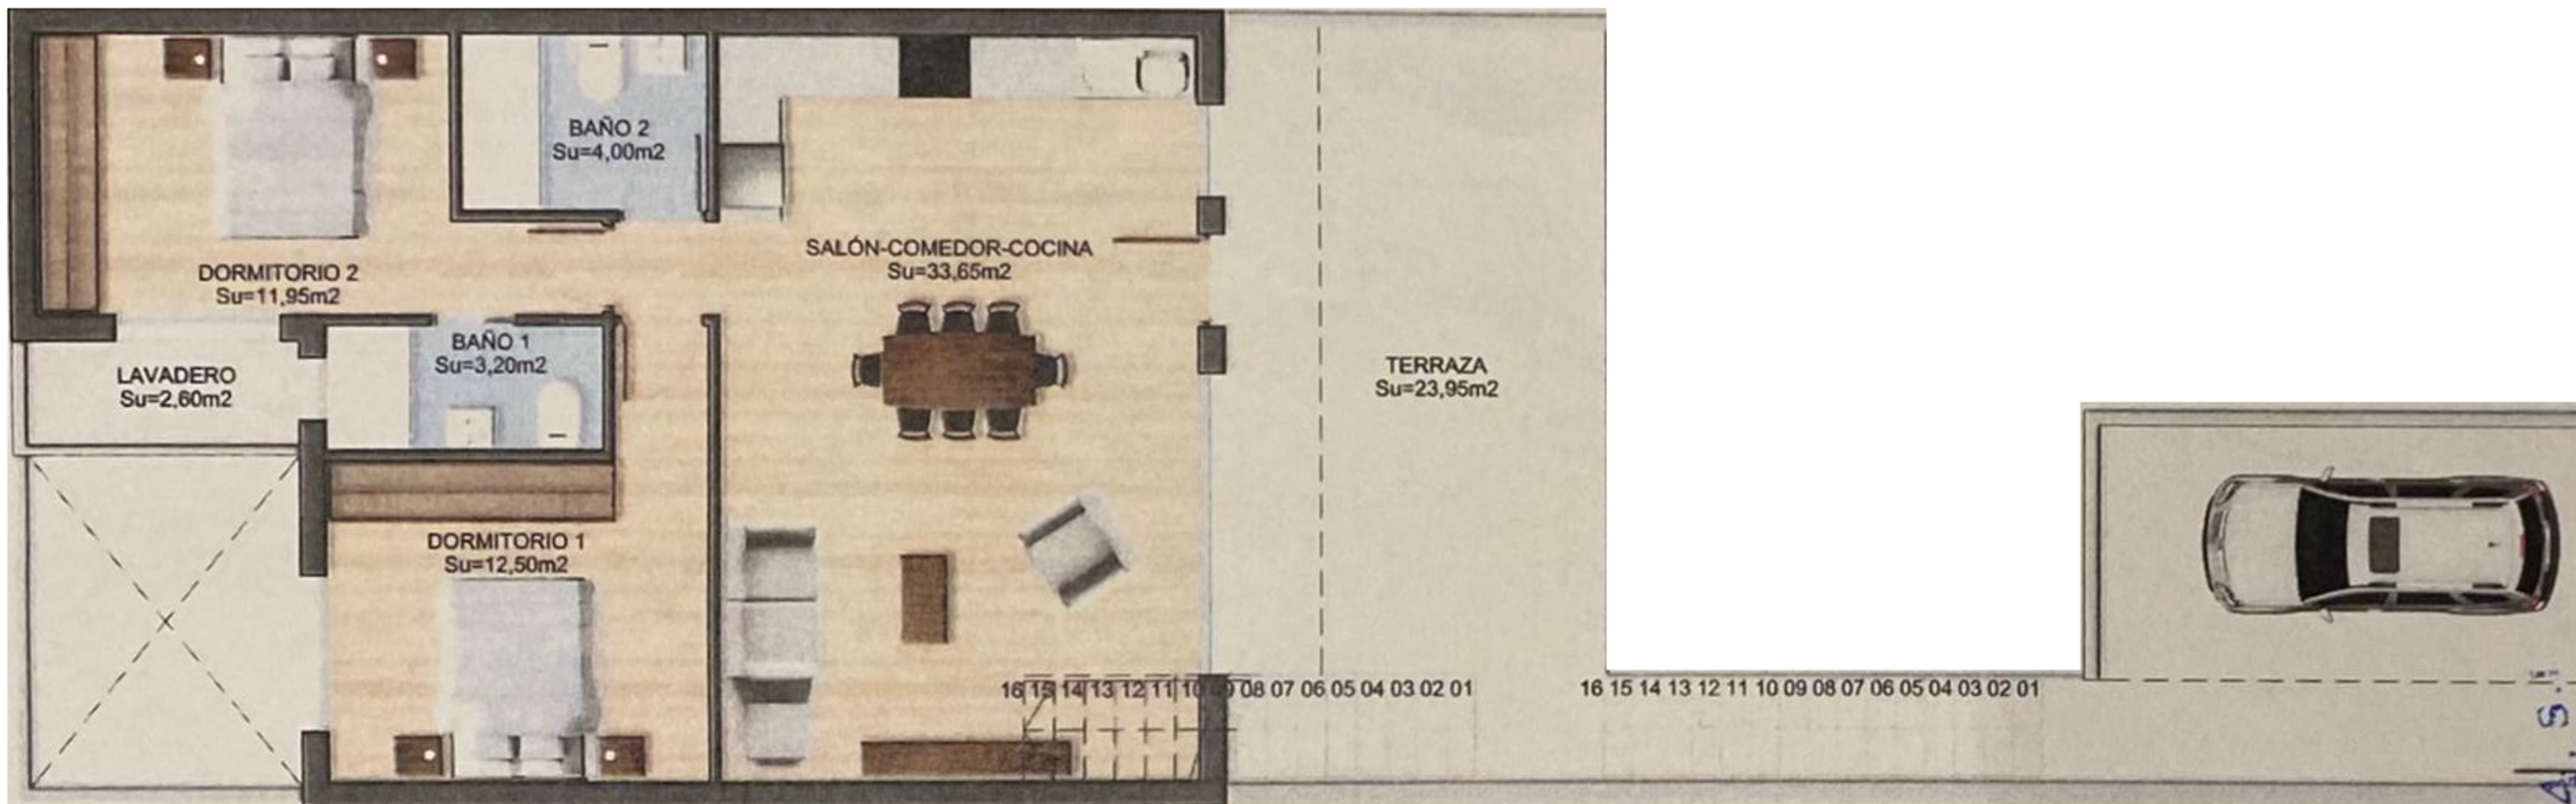 BAÑO 2
Su=4,00m2
SALÓN-COMEDOR-COCINA
Su=33,65m2
DORMITORIO 2
Su=11,95m2
BAÑO 1
Su=3,20m2
LAVADERO
Su=2,60m2
TERRAZA
Su=23,95m2
DORMITORIO 1
Su=12,50m2
16 15 14 13 12 11 10 09 08 07 06 05 04 03 02 01
16 15 14 13 12 11 10 09 08 07 06 05 04 03 02 01